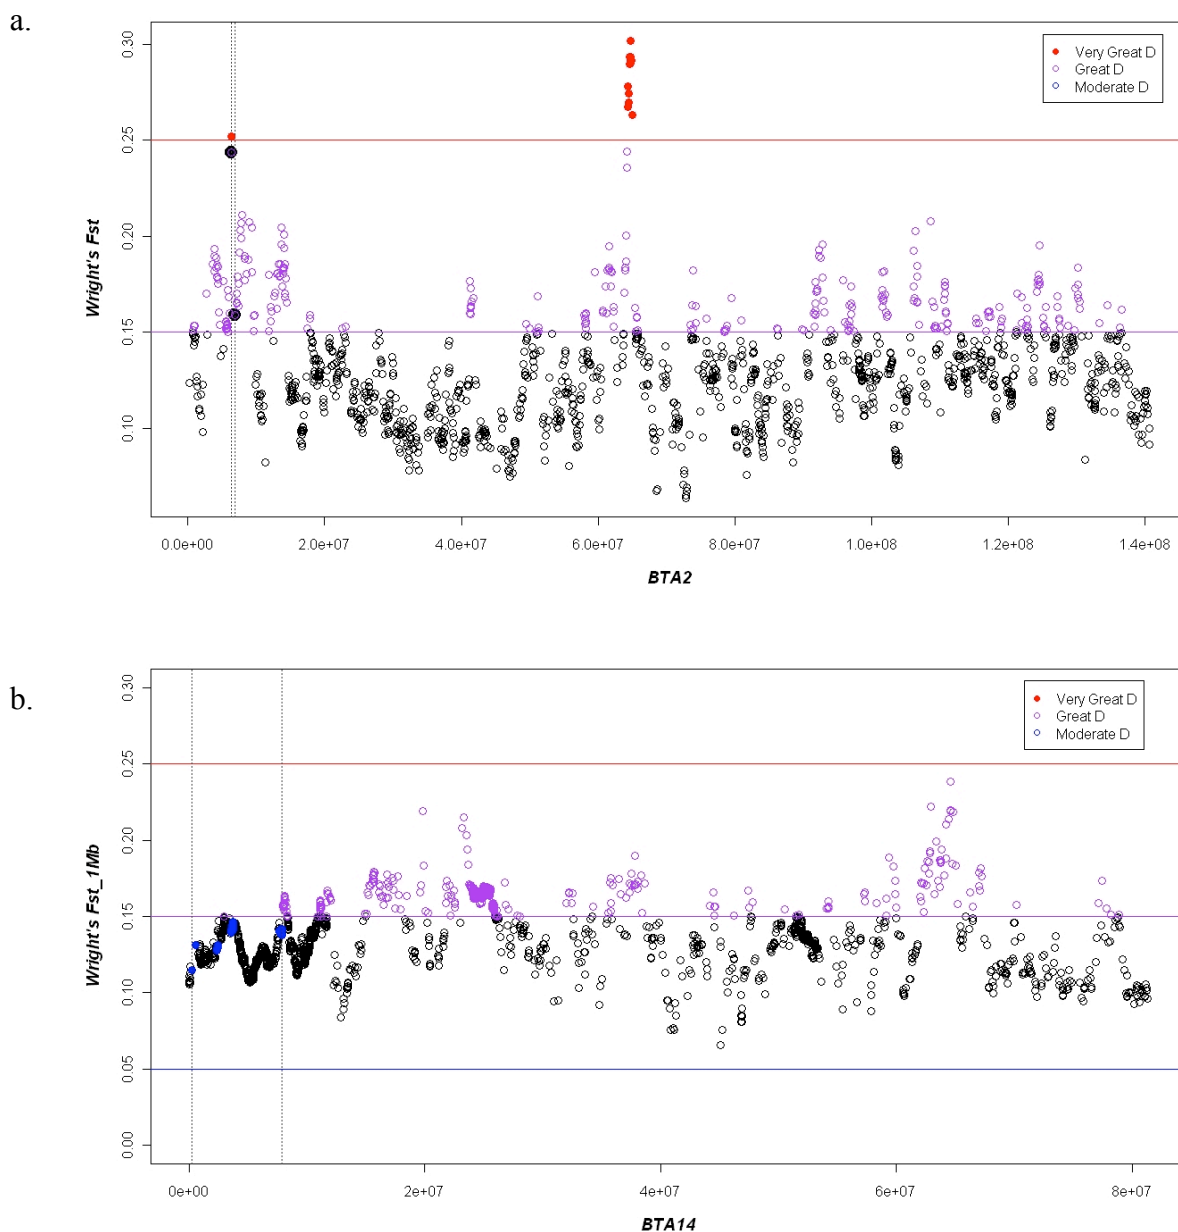 a.
0.30
0.25
0.20
0.15
0.10
Wright's Fst
Very Great D
Great D
Moderate D
0.0e+00 2.0e+07 4.0e+07 6.0e+07 8.0e+07 1.0e+08 1.2e+08 1.4e+08
BTA2
b.
0.30
0.25
0.20
0.15
0.10
0.05
0.00
Wright's Fst_1Mb
Very Great D
Great D
Moderate D
0e+00 2e+07 4e+07 6e+07 8e+07
BTA14